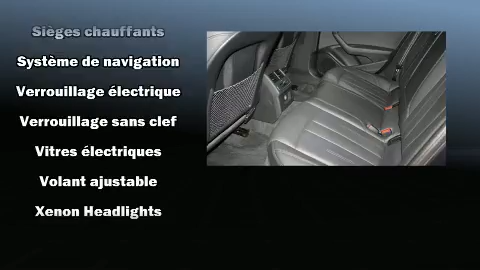 Sièges chauffants
Système de navigation
Verrouillage électrique
Verrouillage sans clef
Vitres électriques
Volant ajustable
Xenon Headlights